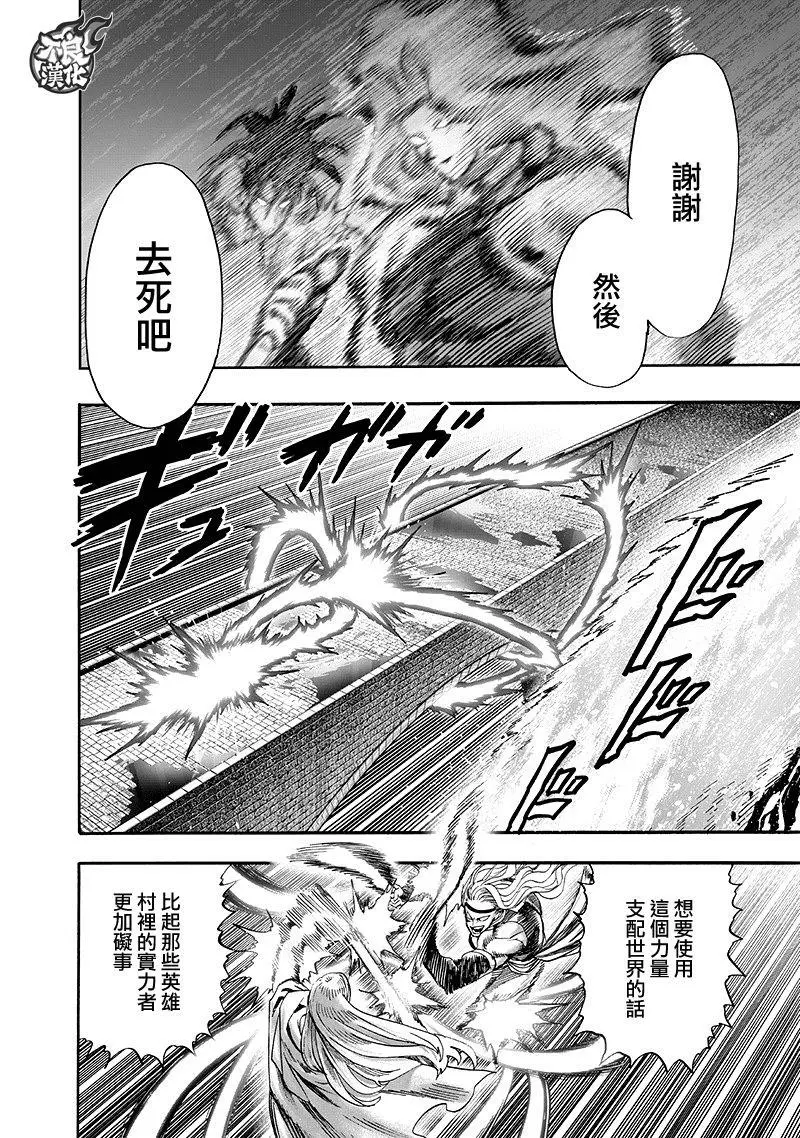 不良
漢化
謝謝
然後
去死吧
ガガ
ギュ
ドドド
想要使用
這個力量
支配世界的話
比起那些英雄
村裡的實力者
更加礙事